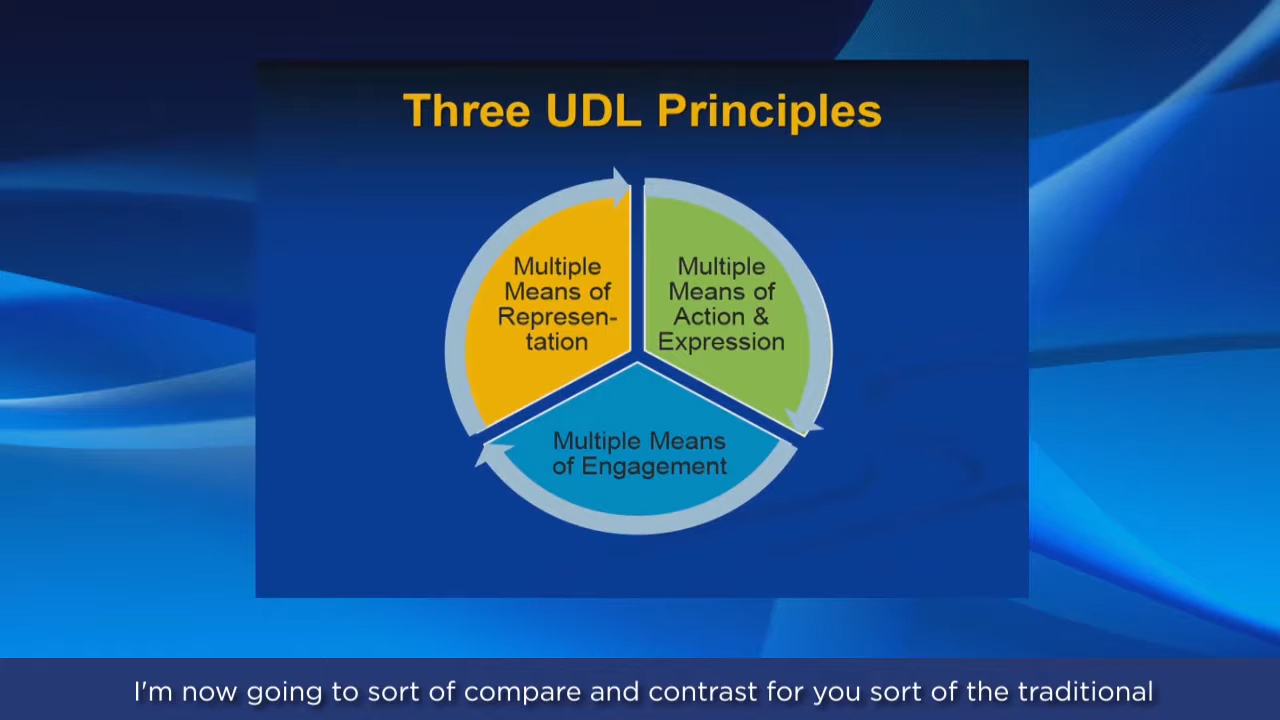 Three UDL Principles
Multiple
Means of
Represen-
tation
Multiple
Means of
Action &
Expression
Multiple Means
of Engagement
I'm now going to sort of compare and contrast for you sort of the traditional